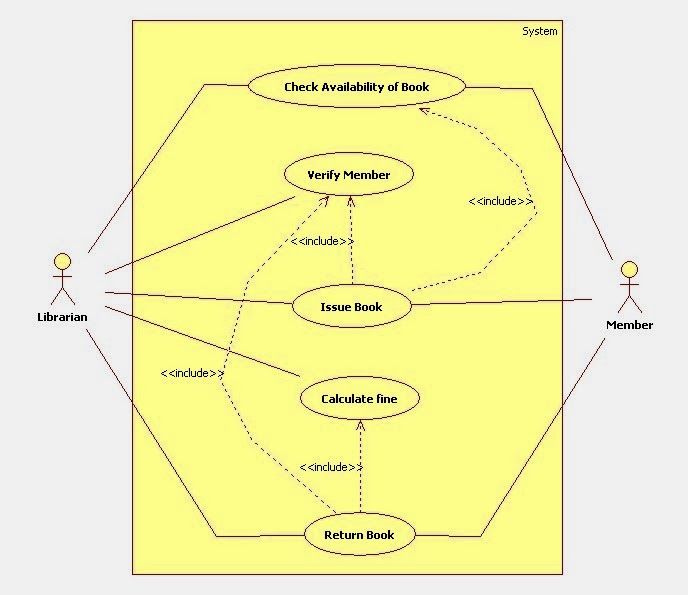 System
Check Availability of Book
Verify Member
<<include>>
<<include>>
Issue Book
Librarian
Member
<<include>>
Calculate fine
<<include>>
Return Book